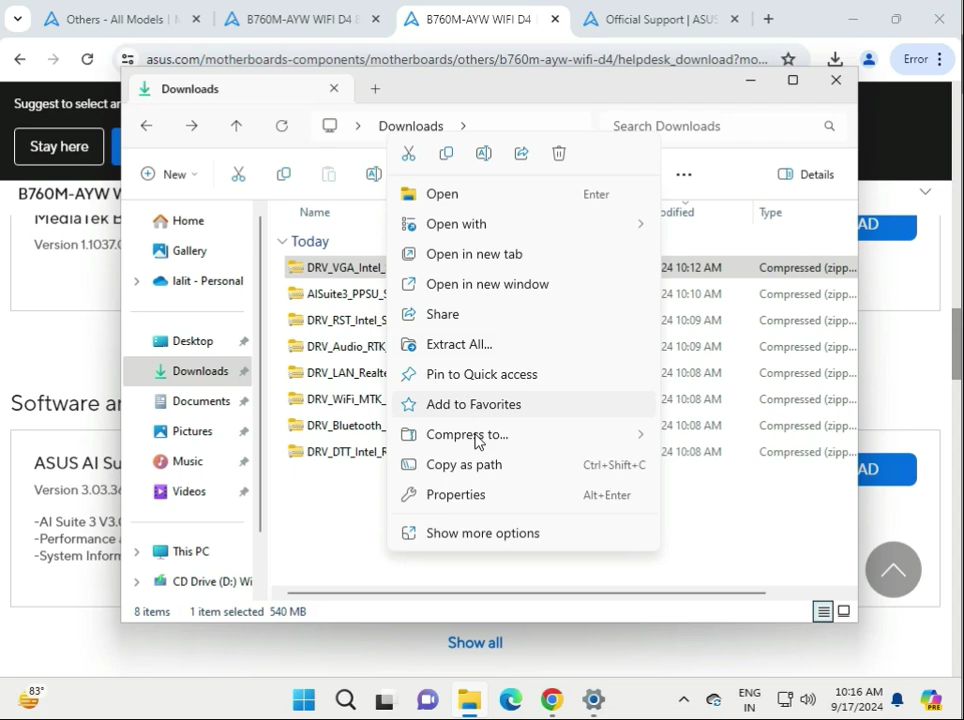 Others - All Models |
B760M-AYW WIFI D4
B760M-AYW WIFI D4
Official Support | ASUS
asus.com/motherboards-components/motherboards/others/b760m-ayw-wifi-d4/helpdesk_download?mo...
Error
Suggest to select an
Stay here
B760M-AYW W
MediaTek B
Version 1.1037.0
AD
Software an
ASUS AI Su
Version 3.03.36
-AI Suite 3 V3.0
-Performance a
-System Inform
AD
Show all
Downloads
Downloads
Search Downloads
New
Details
Name
Type
Home
Gallery
lalit - Personal
Desktop
Downloads
Documents
Pictures
Music
Videos
This PC
CD Drive (D:) Wi
Today
DRV_VGA_Intel_ 24 10:12 AM Compressed (zipp...
AISuite3_PPSU_S 24 10:10 AM Compressed (zipp...
DRV_RST_Intel_S 24 10:09 AM Compressed (zipp...
DRV_Audio_RTK_ 24 10:09 AM Compressed (zipp...
DRV_LAN_Realte 24 10:08 AM Compressed (zipp...
DRV_WiFi_MTK_ 24 10:08 AM Compressed (zipp...
DRV_Bluetooth_ 24 10:08 AM Compressed (zipp...
DRV_DTT_Intel_R 24 10:08 AM Compressed (zipp...
Open Enter
Open with
Open in new tab
Open in new window
Share
Extract All...
Pin to Quick access
Add to Favorites
Compress to...
Copy as path Ctrl+Shift+C
Properties Alt+Enter
Show more options
8 items 1 item selected 540 MB
83°
ENG
IN
10:16 AM
9/17/2024
PRE